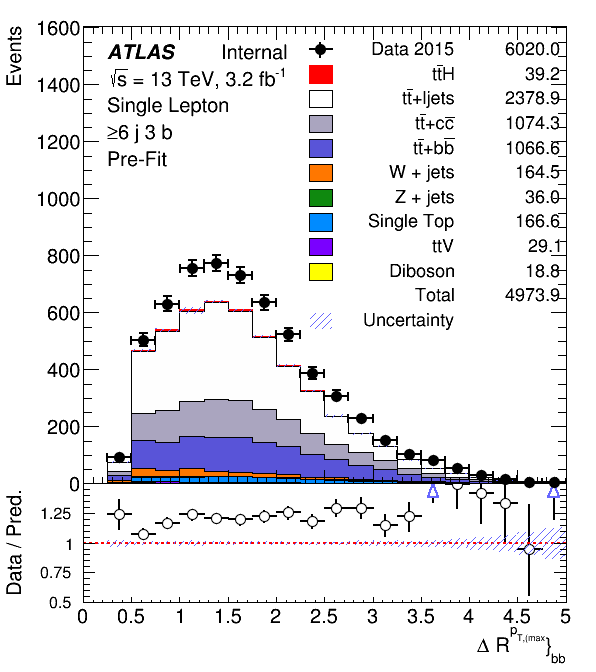 Events
1600
1400
1200
1000
800
600
400
200
0
ATLAS Internal
√s = 13 TeV, 3.2 fb⁻¹
Single Lepton
≥6 j 3 b
Pre-Fit
Data 2015 6020.0
tt̄H 39.2
tt̄+ljets 2378.9
tt̄+cc̄ 1074.3
tt̄+bb̄ 1066.6
W + jets 164.5
Z + jets 36.0
Single Top 166.6
ttV 29.1
Diboson 18.8
Total 4973.9
Uncertainty
Data / Pred.
1.25
1
0.75
0.5
0 0.5 1 1.5 2 2.5 3 3.5 4 4.5 5
Δ R^{p_{T,(max}}}_{bb}